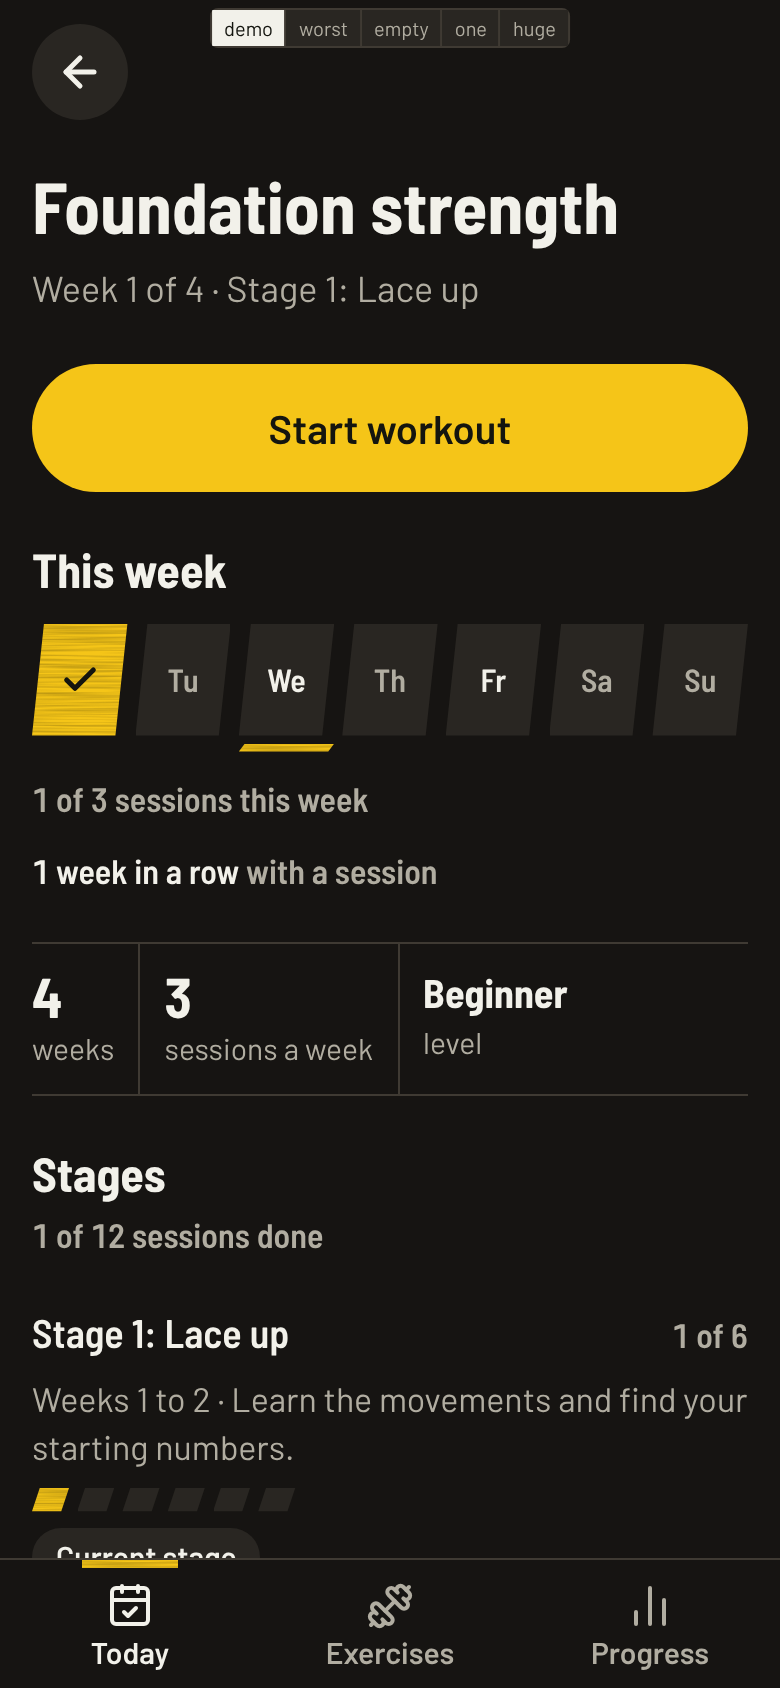 demo worst empty one huge
Foundation strength
Week 1 of 4 · Stage 1: Lace up
Start workout
This week
Tu We Th Fr Sa Su
1 of 3 sessions this week
1 week in a row with a session
4 3 Beginner
weeks sessions a week level
Stages
1 of 12 sessions done
Stage 1: Lace up 1 of 6
Weeks 1 to 2 · Learn the movements and find your
starting numbers.
Current stage
Today Exercises Progress